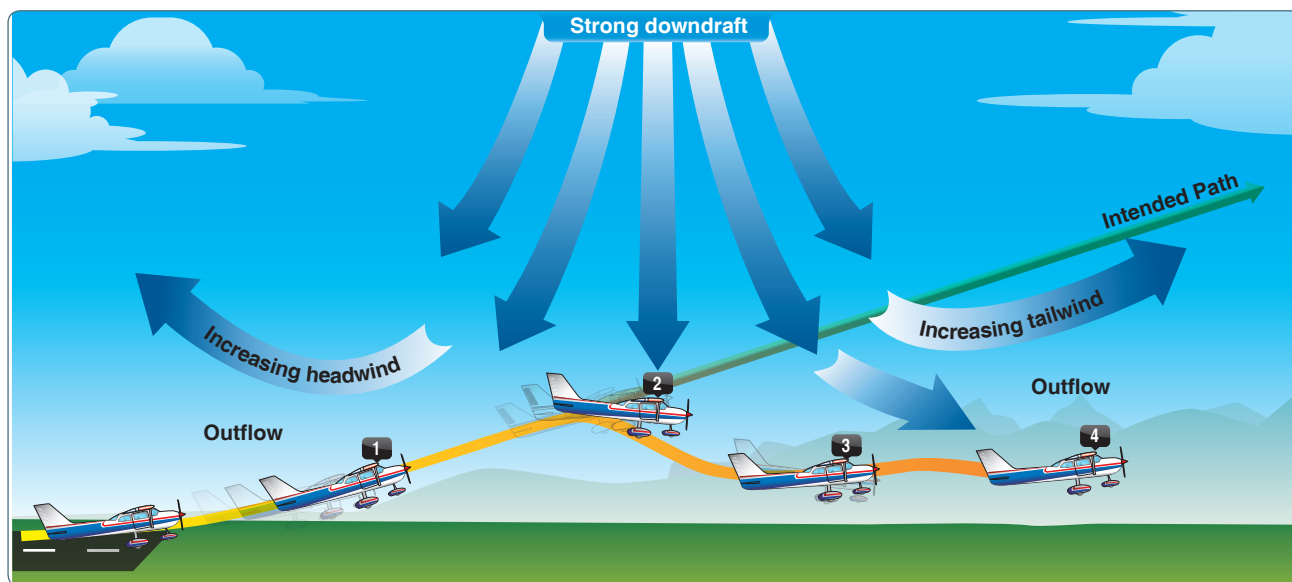 Strong downdraft
Intended Path
Increasing headwind
Increasing tailwind
Outflow
Outflow
1
2
3
4